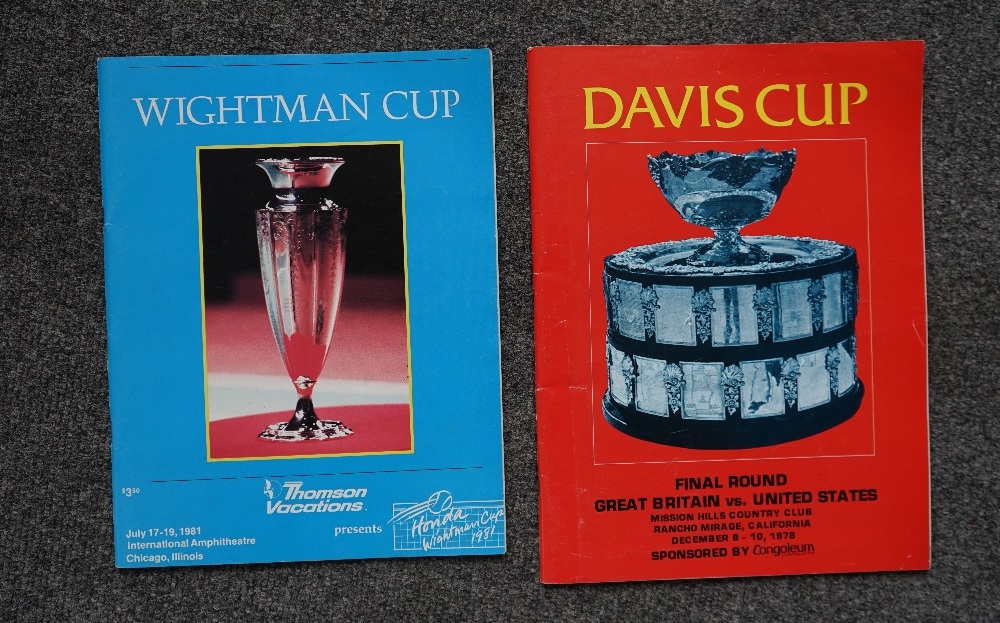 WIGHTMAN CUP
$3.50
Thomson
Vacations.
presents
Honda
Wightman Cup
1981
July 17-19, 1981
International Amphitheatre
Chicago, Illinois
DAVIS CUP
FINAL ROUND
GREAT BRITAIN vs. UNITED STATES
MISSION HILLS COUNTRY CLUB
RANCHO MIRAGE, CALIFORNIA
DECEMBER 8 - 10, 1978
SPONSORED BY Congoleum